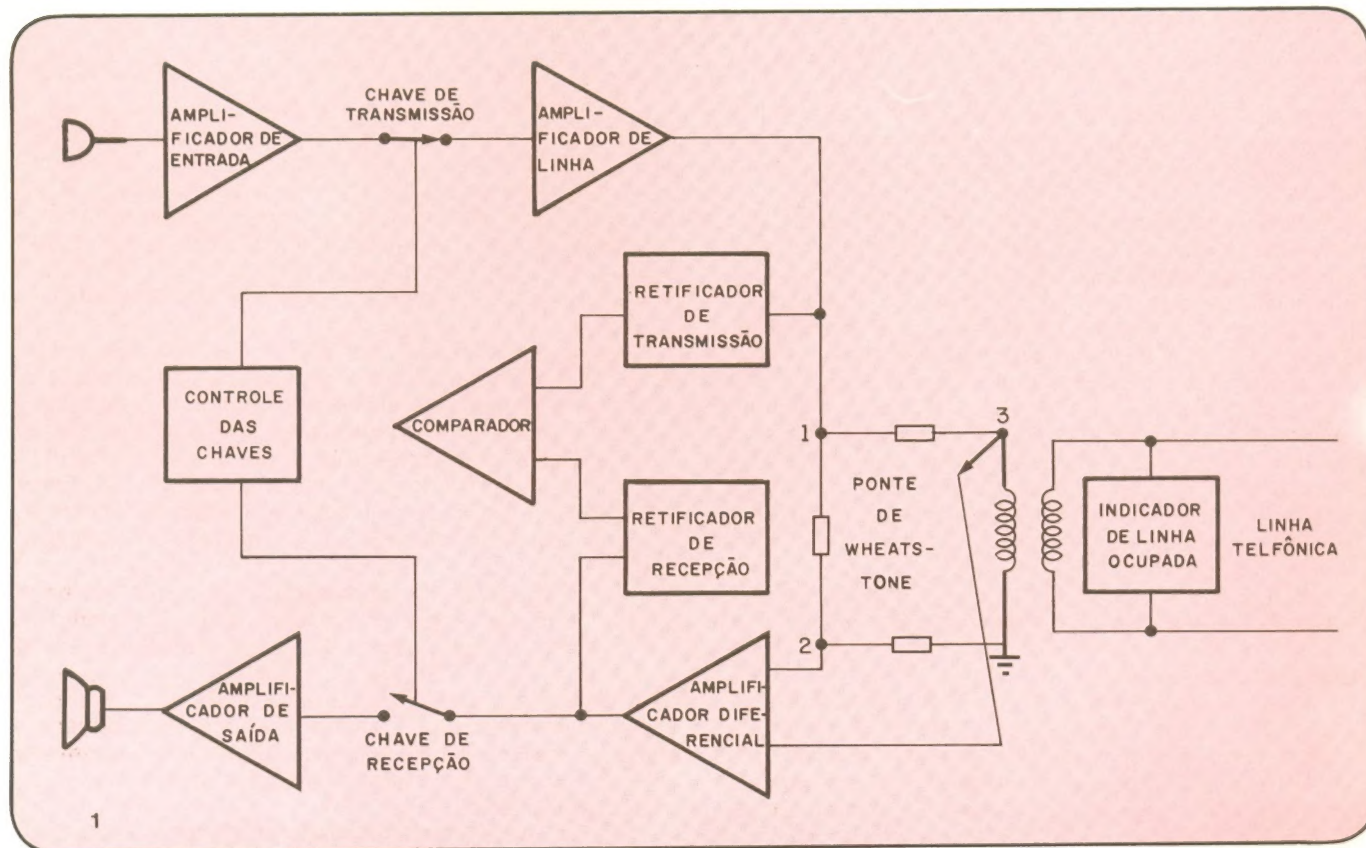 AMPLI-
FICADOR DE
ENTRADA
CHAVE DE
TRANSMISSÃO
AMPLI-
FICADOR DE
LINHA
RETIFICADOR
DE
TRANSMISSÃO
CONTROLE
DAS
CHAVES
COMPARADOR
1
3
PONTE
DE
WHEATS-
TONE
INDICADOR
DE LINHA
OCUPADA
LINHA
TELFÔNICA
RETIFICADOR
DE
RECEPÇÃO
2
AMPLIFI-
CADOR DE
SAÍDA
CHAVE DE
RECEPÇÃO
AMPLIFI-
CADOR DIFE-
RENCIAL
1